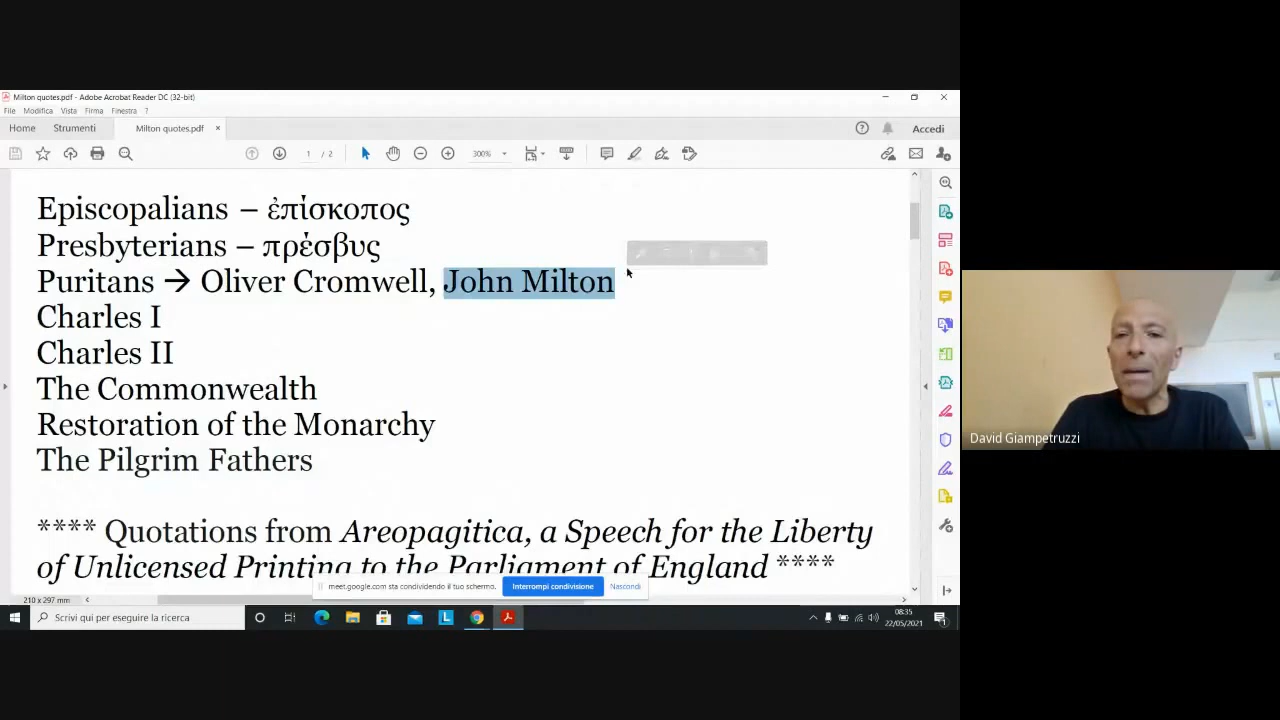 Milton quotes.pdf - Adobe Acrobat Reader DC (32-bit)
File Modifica Vista Firma Finestra ?
Home Strumenti Milton quotes.pdf × Accedi
1 / 2 300%
Episcopalians – ἐπίσκοπος
Presbyterians – πρέσβυς
Puritans → Oliver Cromwell, John Milton
Charles I
Charles II
The Commonwealth
Restoration of the Monarchy
The Pilgrim Fathers
**** Quotations from Areopagitica, a Speech for the Liberty
of Unlicensed Printing to the Parliament of England ****
David Giampetruzzi
meet.google.com sta condividendo il tuo schermo. Interrompi condivisione Nascondi
210 x 297 mm
Scrivi qui per eseguire la ricerca
L
08:35
22/05/2021